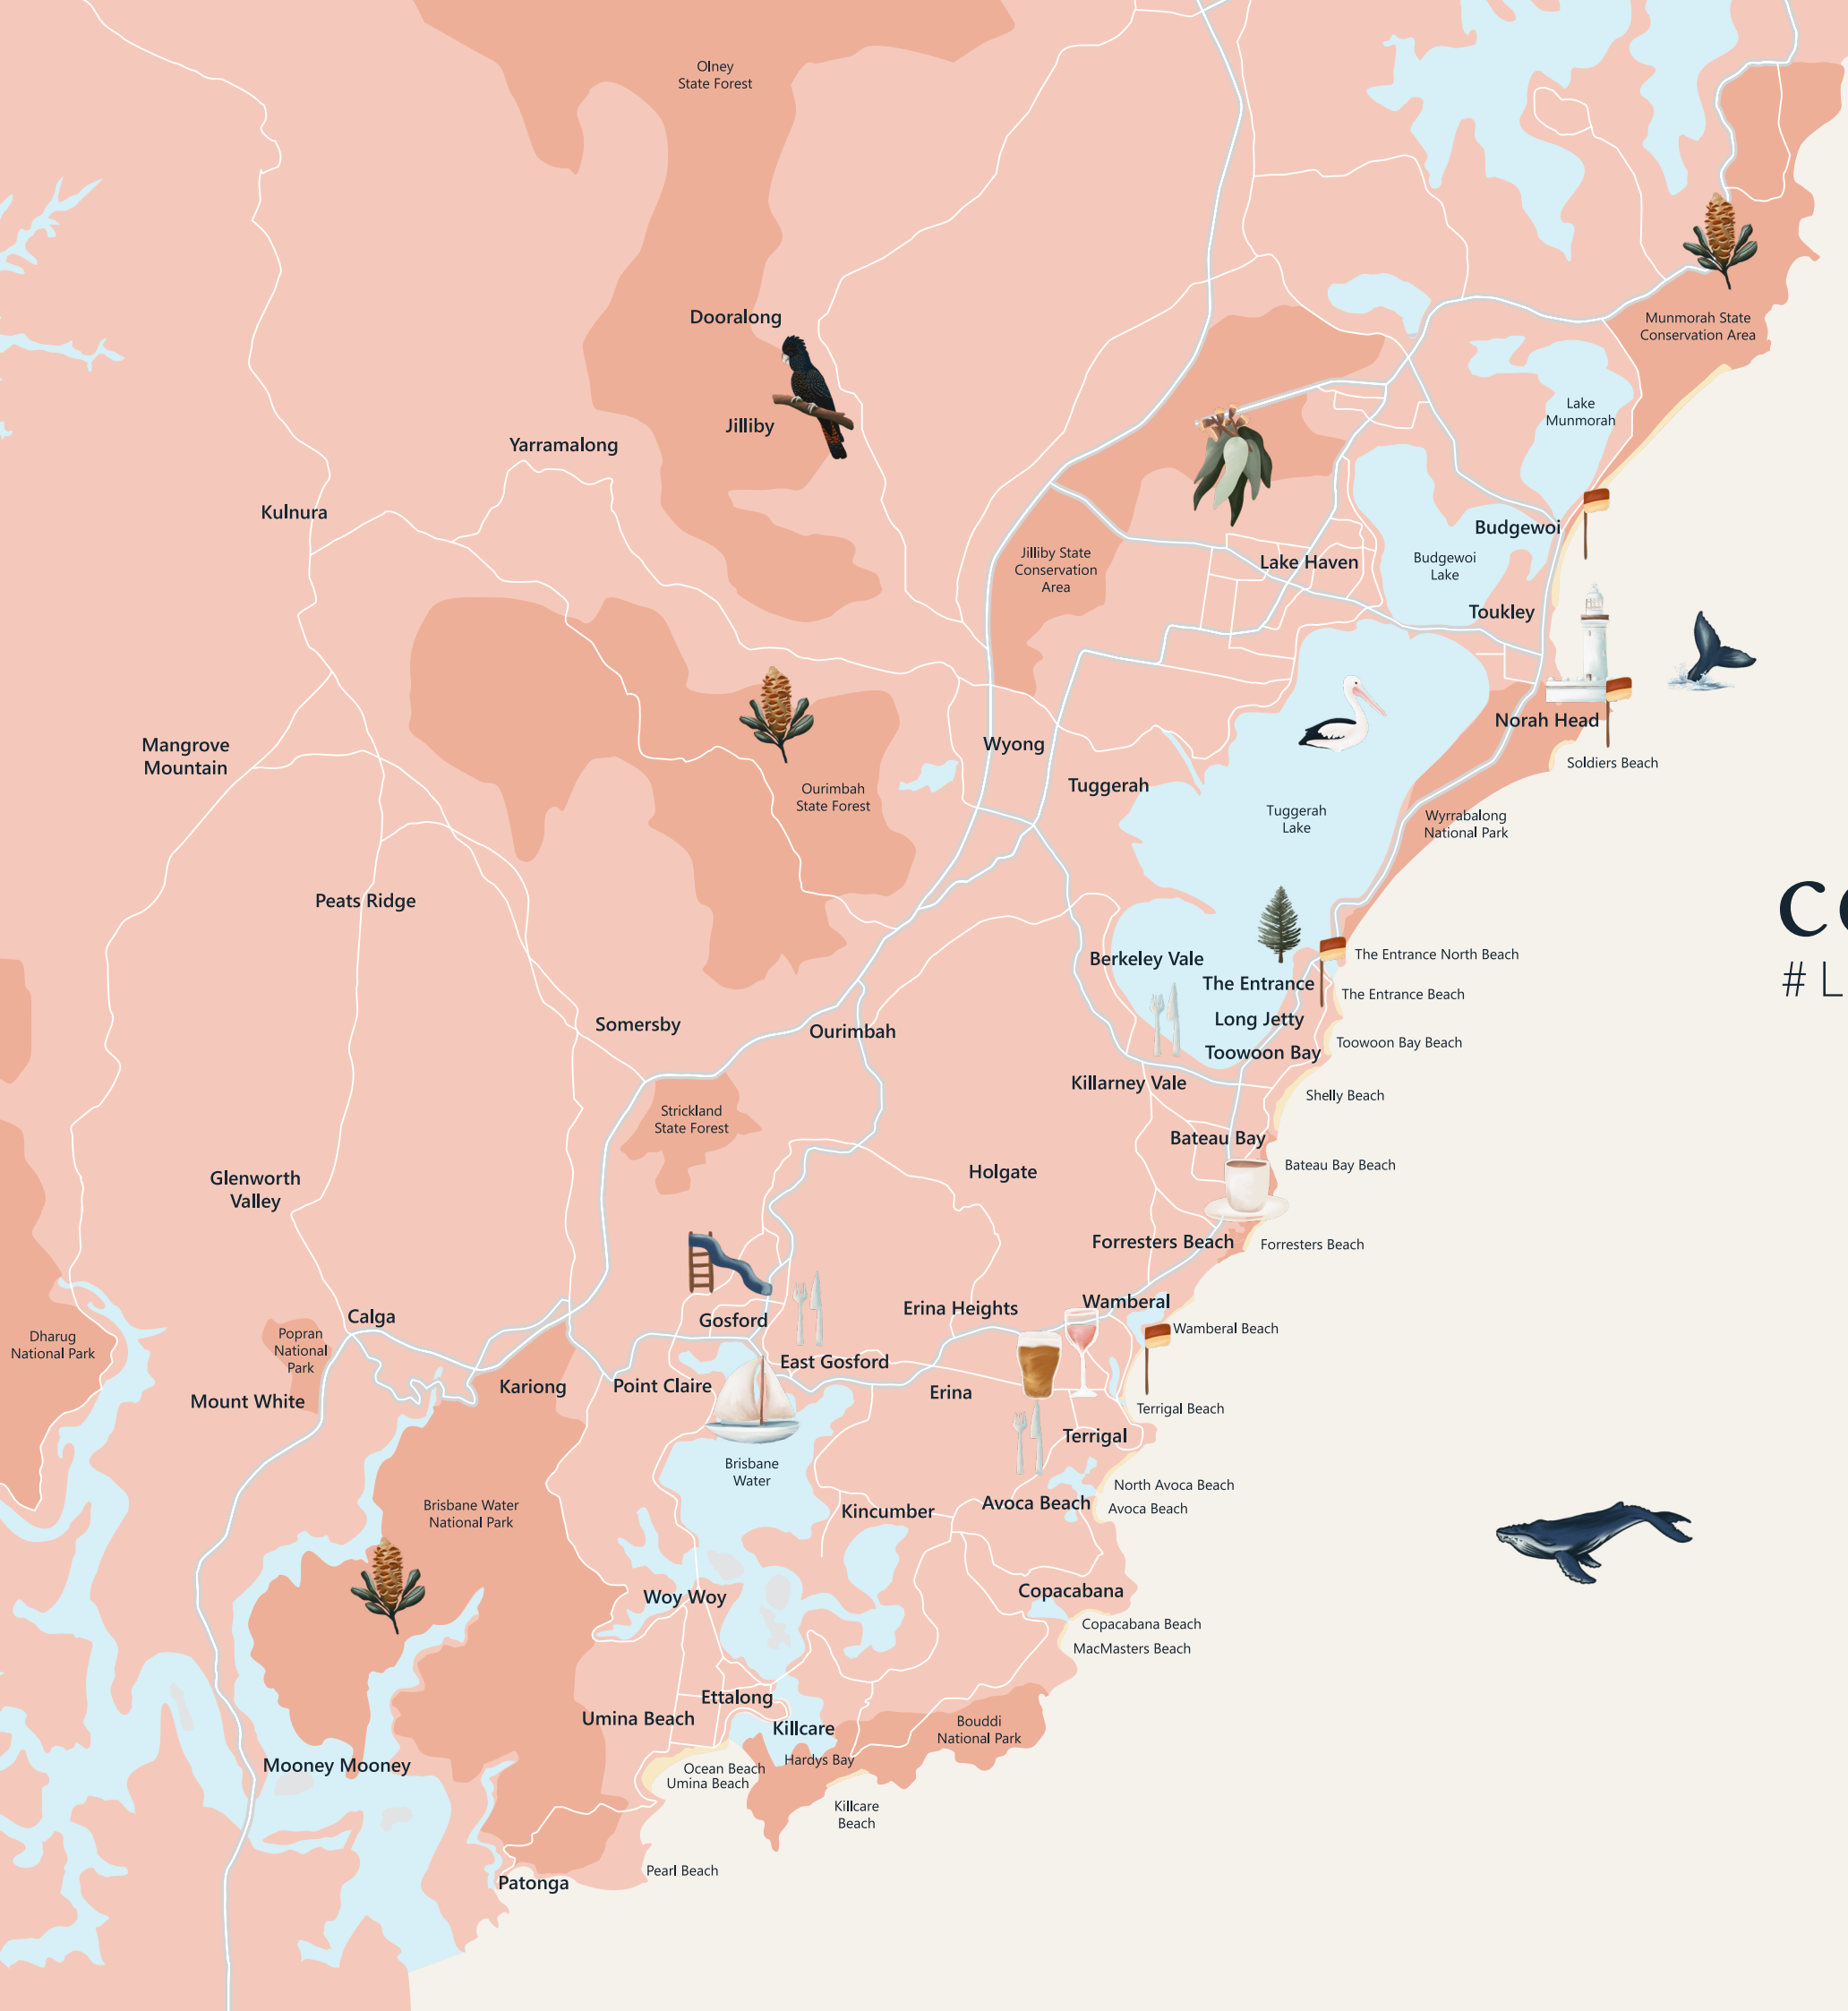 Olney
State Forest
Dooralong
Munmorah State
Conservation Area
Lake
Munmorah
Jilliby
Yarramalong
Kulnura
Budgewoi
Jilliby State
Conservation
Area
Lake Haven
Budgewoi
Lake
Toukley
Norah Head
Mangrove
Mountain
Wyong
Soldiers Beach
Tuggerah
Ourimbah
State Forest
Tuggerah
Lake
Wyrrabalong
National Park
Peats Ridge
CO
#L
Berkeley Vale
The Entrance North Beach
The Entrance
The Entrance Beach
Somersby
Ourimbah
Long Jetty
Toowoon Bay
Toowoon Bay Beach
Killarney Vale
Shelly Beach
Strickland
State Forest
Bateau Bay
Bateau Bay Beach
Holgate
Glenworth
Valley
Forresters Beach
Forresters Beach
Wamberal
Erina Heights
Calga
Gosford
Wamberal Beach
Dharug
National Park
Popran
National
Park
East Gosford
Mount White
Kariong
Point Claire
Erina
Terrigal Beach
Terrigal
Brisbane
Water
North Avoca Beach
Avoca Beach
Avoca Beach
Brisbane Water
National Park
Kincumber
Woy Woy
Copacabana
Copacabana Beach
MacMasters Beach
Ettalong
Umina Beach
Killcare
Bouddi
National Park
Hardys Bay
Mooney Mooney
Ocean Beach
Umina Beach
Killcare
Beach
Pearl Beach
Patonga